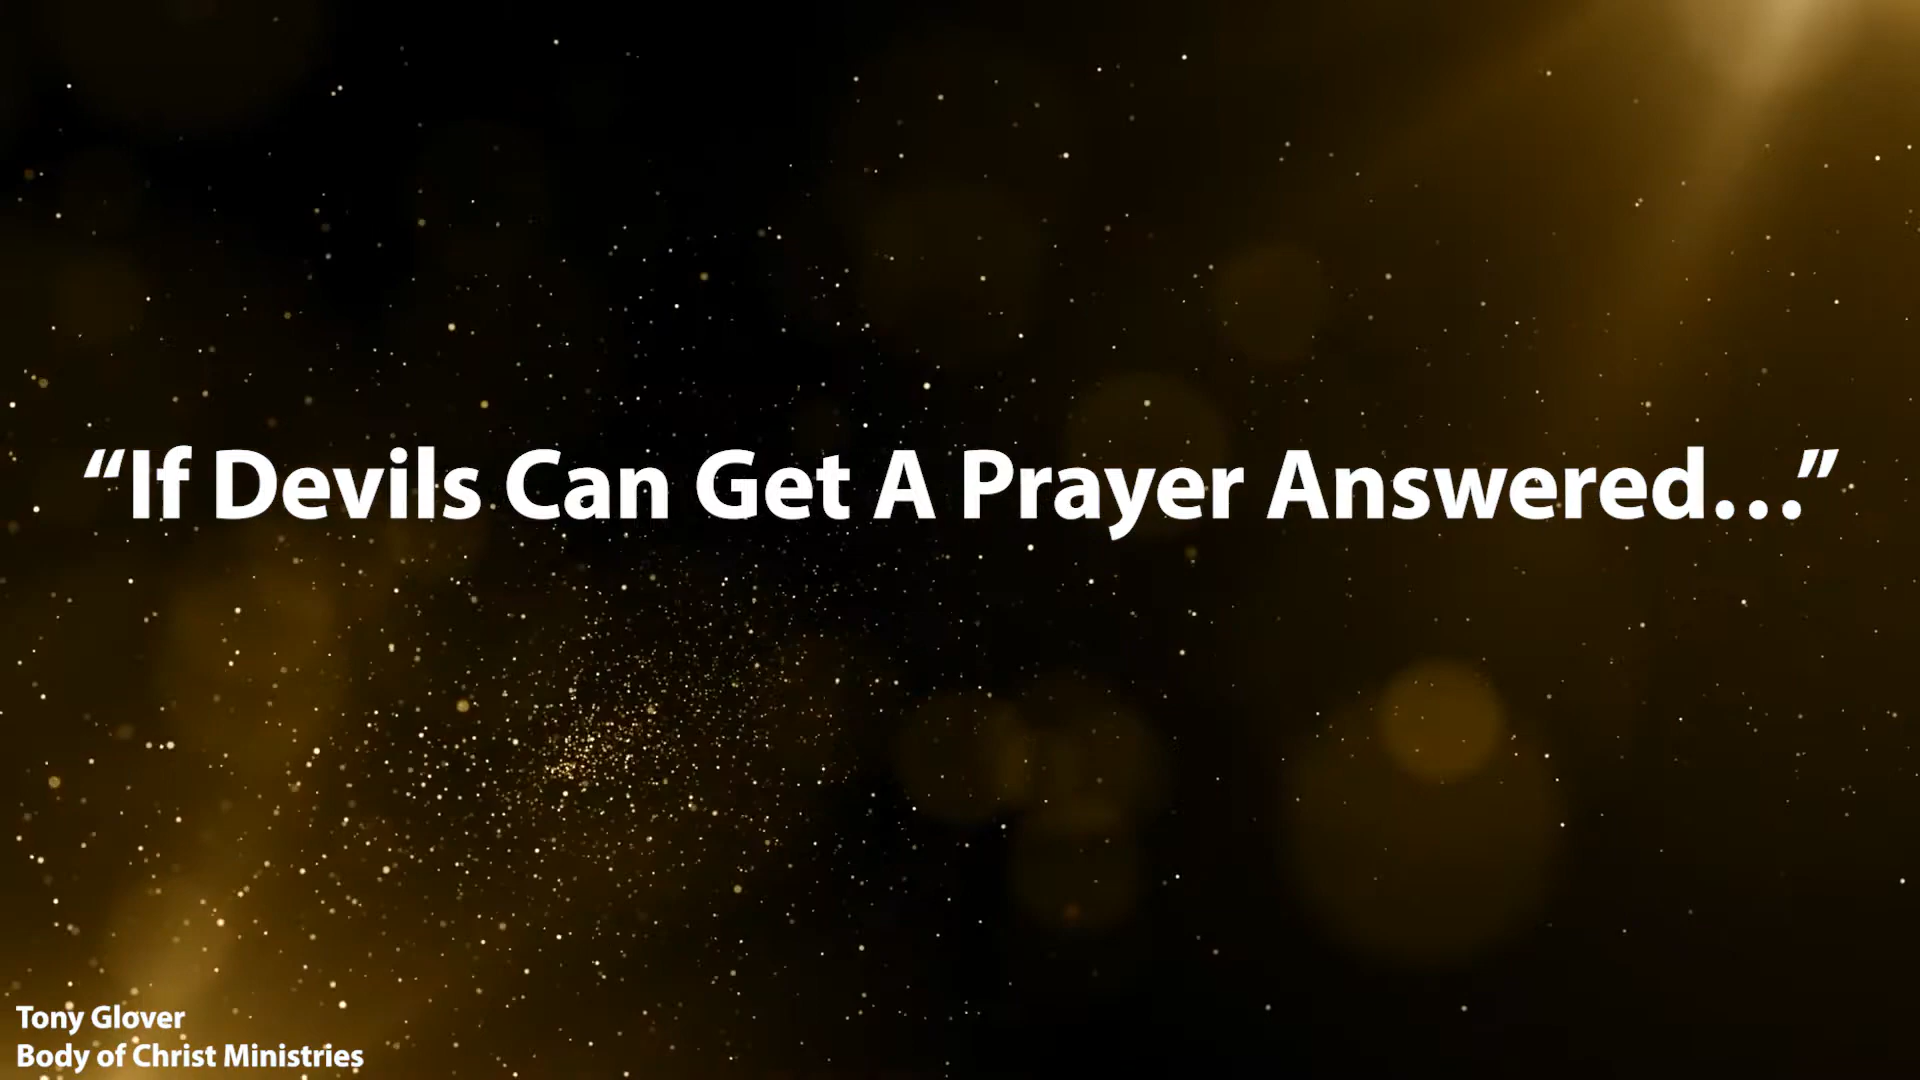 “If Devils Can Get A Prayer Answered...”
Tony Glover
Body of Christ Ministries